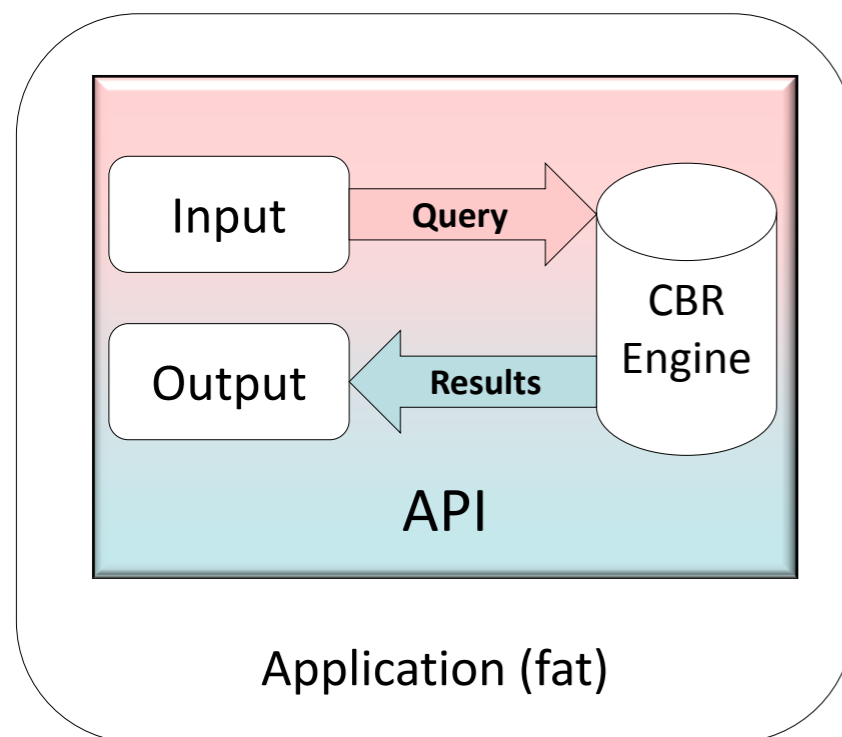 Input
Query
CBR
Engine
Output
Results
API
Application (fat)